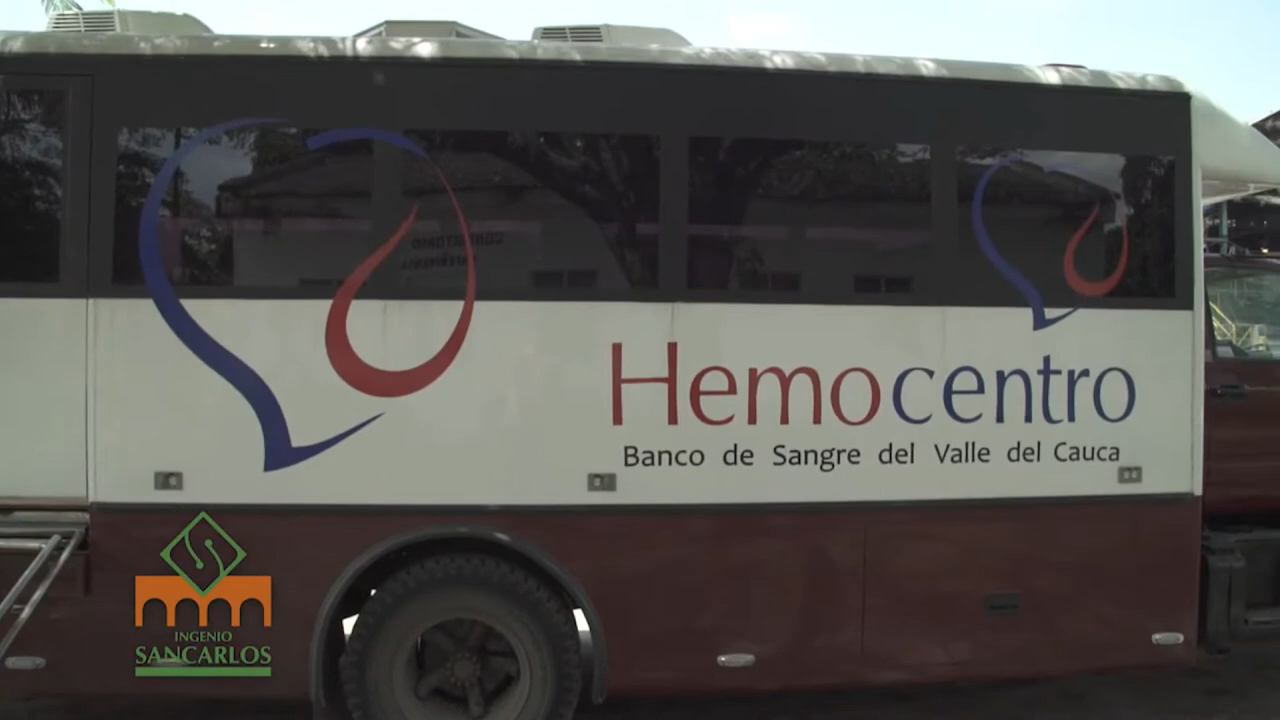 Hemocentro
Banco de Sangre del Valle del Cauca
INGENIO
SANCARLOS